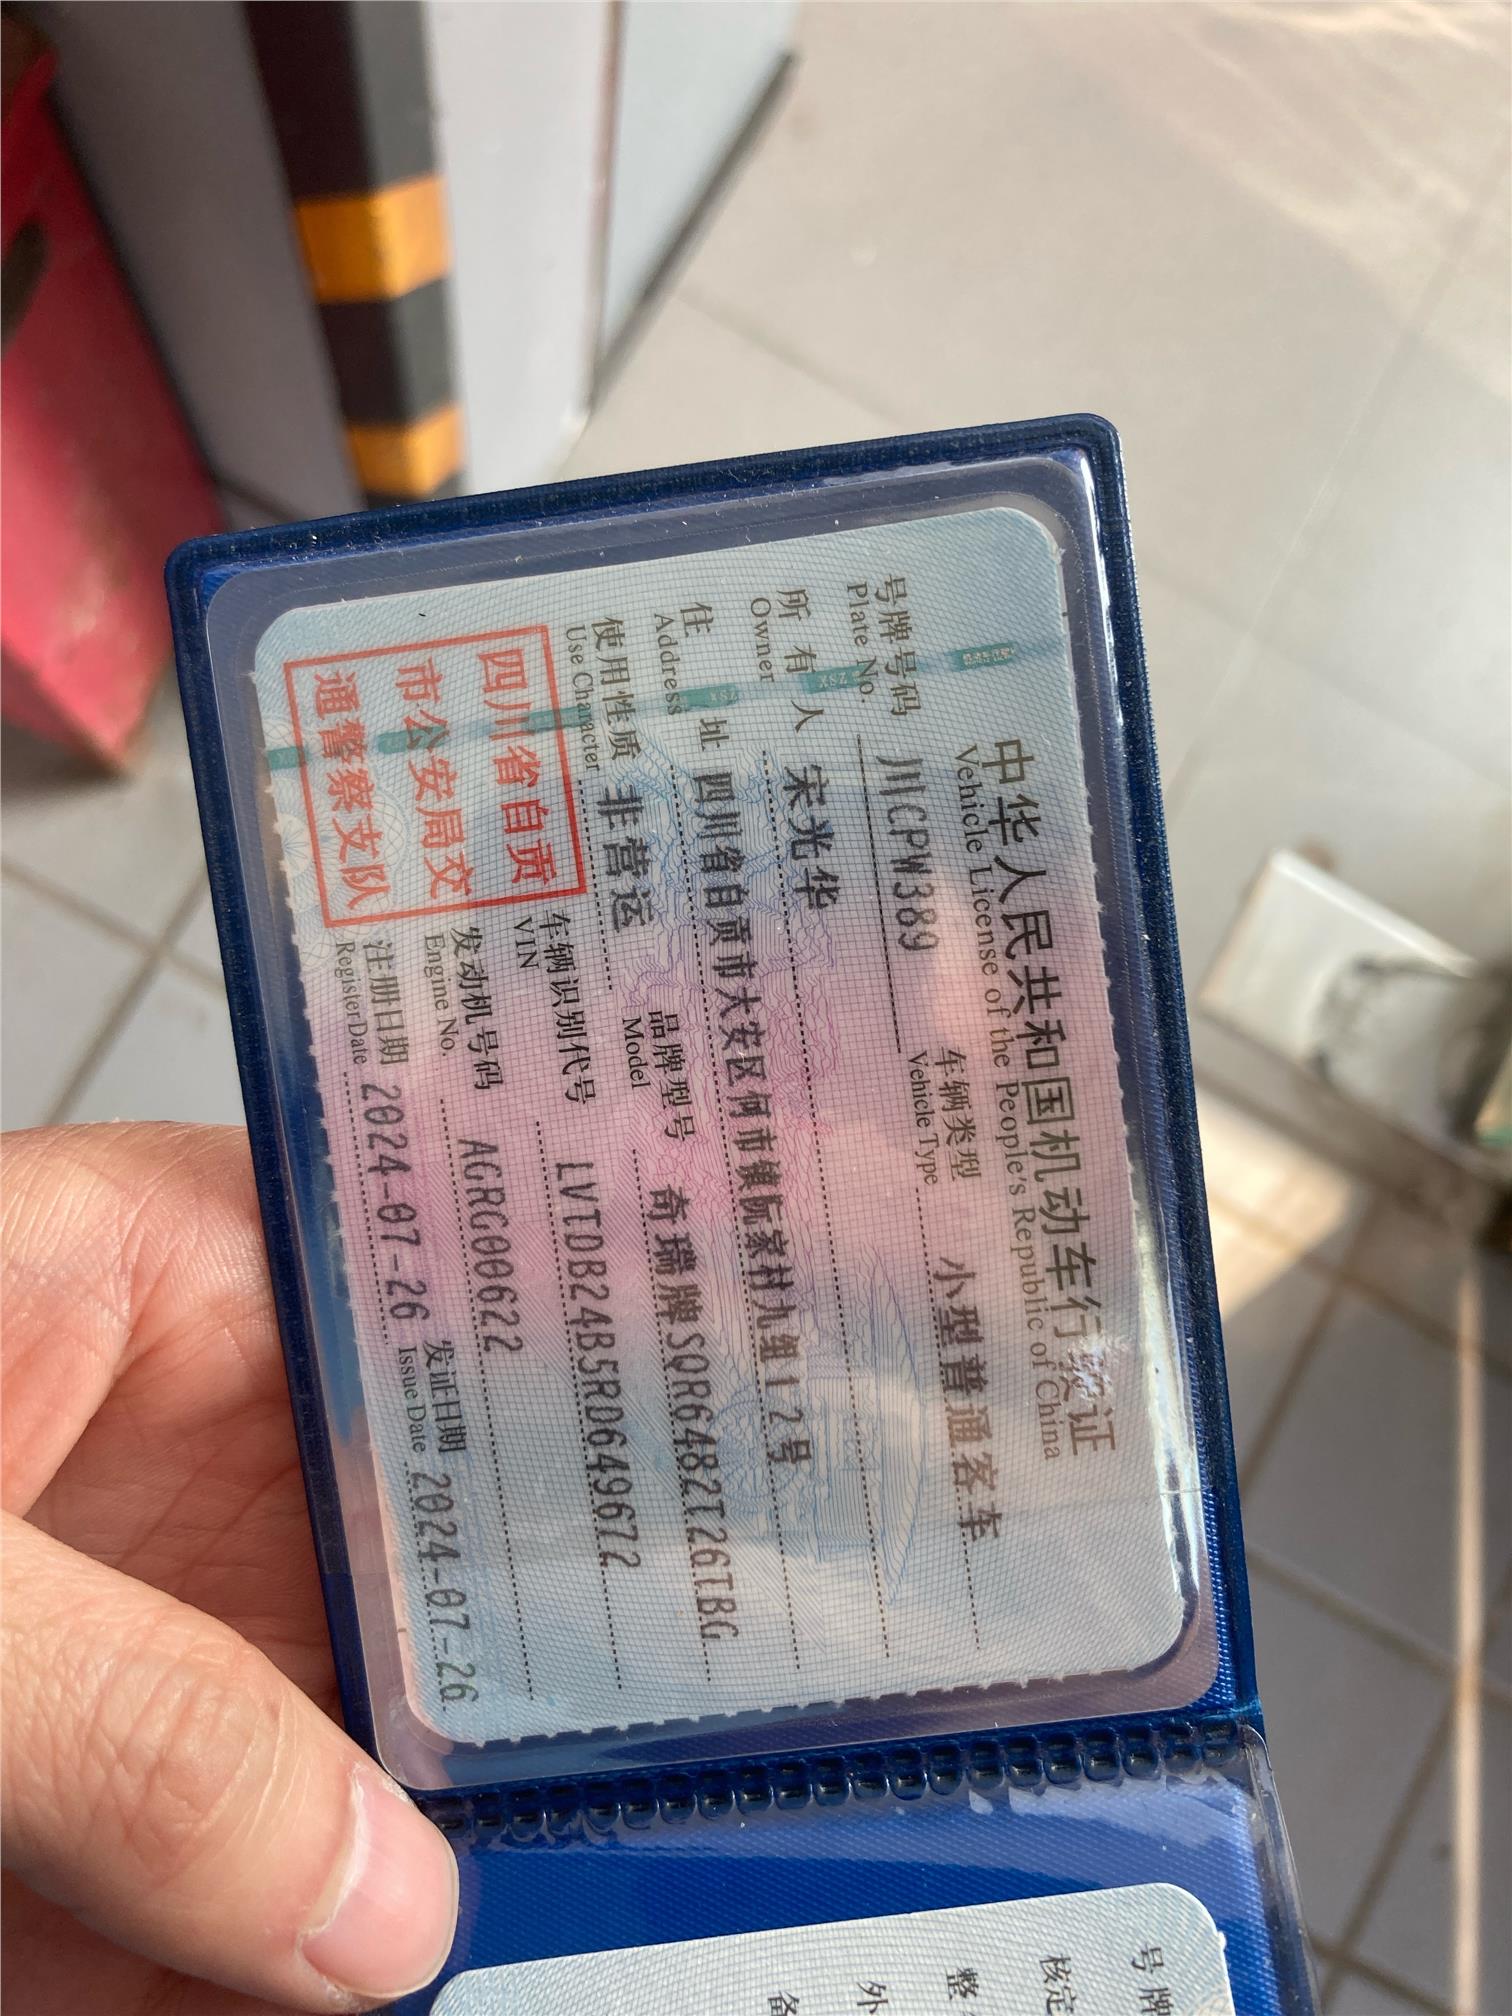 中华人民共和国机动车行驶证
Vehicle License of the People's Republic of China
号牌号码 川CPW389 车辆类型 小型普通客车
Plate No. Vehicle Type
所有人 宋光华
Owner
住址 四川省自贡市大安区何市镇阮家村九组12号
Address
使用性质 非营运 品牌型号 奇瑞牌SQR6482T26TBG
Use Character Model
四川省自贡
市公安局交
通警察支队
车辆识别代号 LVTDB24B5RD649672
VIN
发动机号码 AGRG00622
Engine No.
注册日期 2024-07-26 发证日期 2024-07-26
Register Date Issue Date
号牌
核定
整
外
备